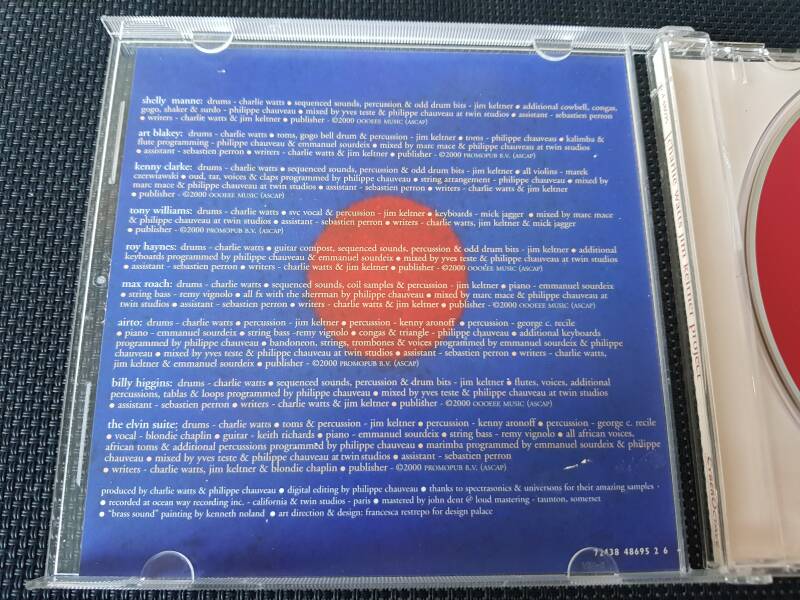 shelly manne: drums - charlie watts ● sequenced sounds, percussion & odd drum bits - jim keltner ● additional cowbell, congas,
gogo, shaker & surdo - philippe chauveau ● mixed by yves teste & philippe chauveau at twin studios ● assistant - sebastien perron
● writers - charlie watts & jim keltner ● publisher - ©2000 OOOEEE MUSIC (ASCAP)
art blakey: drums - charlie watts ● toms, gogo bell drum & percussion - jim keltner ● toms - philippe chauveau ● kalimba &
flute programming - philippe chauveau & emmanuel sourdeix ● mixed by marc mace & philippe chauveau at twin studios
● assistant - sebastien perron ● writers - charlie watts & jim keltner ● publisher - ©2000 PROMOPUB B.V. (ASCAP)
kenny clarke: drums - charlie watts ● sequenced sounds, percussion & odd drum bits - jim keltner ● all violins - marek
czerwiawski ● oud, tar, voices & claps programmed by philippe chauveau ● string arrangement - philippe chauveau ● mixed by
marc mace & philippe chauveau at twin studios ● assistant - sebastien perron ● writers - charlie watts & jim keltner
● publisher - ©2000 OOOEEE MUSIC (ASCAP)
tony williams: drums - charlie watts ● svc vocal & percussion - jim keltner ● keyboards - mick jagger ● mixed by marc mace
& philippe chauveau at twin studios ● assistant - sebastien perron ● writers - charlie watts, jim keltner & mick jagger
● publisher - ©2000 PROMOPUB B.V. (ASCAP)
roy haynes: drums - charlie watts ● guitar compost, sequenced sounds, percussion & odd drum bits - jim keltner ● additional
keyboards programmed by philippe chauveau & emmanuel sourdeix ● mixed by yves teste & philippe chauveau at twin studios
● assistant - sebastien perron ● writers - charlie watts & jim keltner ● publisher - ©2000 OOOEEE MUSIC (ASCAP)
max roach: drums - charlie watts ● sequenced sounds, coil samples & percussion - jim keltner ● piano - emmanuel sourdeix
● string bass - remy vignolo ● all fx with the sherman by philippe chauveau ● mixed by marc mace & philippe chauveau at
twin studios ● assistant - sebastien perron ● writers - charlie watts & jim keltner ● publisher - ©2000 OOOEEE MUSIC (ASCAP)
airto: drums - charlie watts ● percussion - jim keltner ● percussion - kenny aronoff ● percussion - george c. recile
● piano - emmanuel sourdeix ● string bass -remy vignolo ● congas & triangle - philippe chauveau ● additional keyboards
programmed by philippe chauveau ● bandoneon, strings, trombones & voices programmed by emmanuel sourdeix & philippe
chauveau ● mixed by yves teste & philippe chauveau at twin studios ● assistant - sebastien perron ● writers - charlie watts,
jim keltner & emmanuel sourdeix ● publisher - ©2000 PROMOPUB B.V. (ASCAP)
billy higgins: drums - charlie watts ● sequenced sounds, percussion & drum bits - jim keltner ● flutes, voices, additional
percussions, tablas & loops programmed by philippe chauveau ● mixed by yves teste & philippe chauveau at twin studios
● assistant - sebastien perron ● writers - charlie watts & jim keltner ● publisher - ©2000 OOOEEE MUSIC (ASCAP)
the elvin suite: drums - charlie watts ● toms & percussion - jim keltner ● percussion - kenny aronoff ● percussion - george c. recile
● vocal - blondie chaplin ● guitar - keith richards ● piano - emmanuel sourdeix ● string bass - remy vignolo ● all african voices,
african toms & additional percussions programmed by philippe chauveau ● marimba programmed by emmanuel sourdeix & philippe
chauveau ● mixed by yves teste & philippe chauveau at twin studios ● assistant - sebastien perron
● writers - charlie watts, jim keltner & blondie chaplin ● publisher - ©2000 PROMOPUB B.V. (ASCAP)
produced by charlie watts & philippe chauveau ● digital editing by philippe chauveau ● thanks to spectrasonics & universons for their amazing samples
● recorded at ocean way recording inc. - california & twin studios - paris ● mastered by john dent @ loud mastering - taunton, somerset
● "brass sound" painting by kenneth noland ● art direction & design: francesca restrepo for design palace
72438 48695 2 6
charlie watts jim keltner project